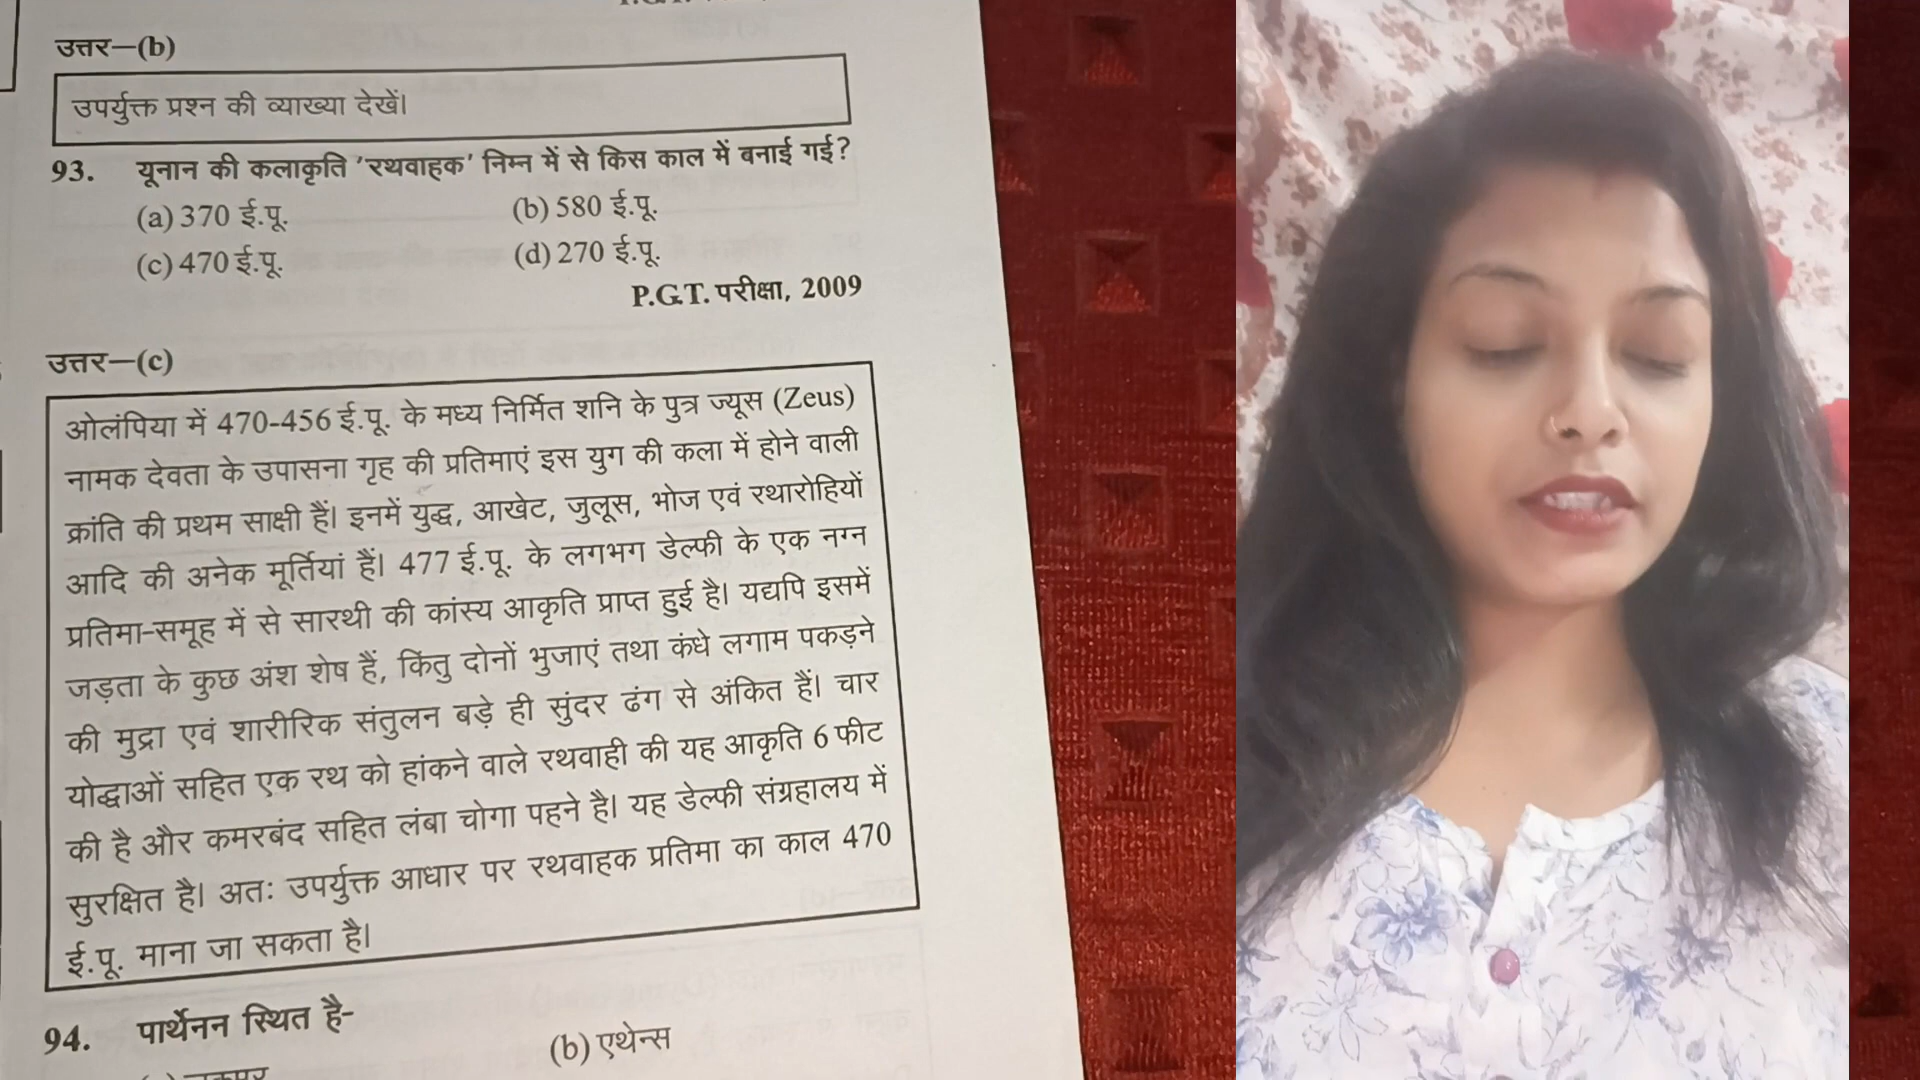 उत्तर—(b)
उपर्युक्त प्रश्न की व्याख्या देखें।
93. यूनान की कलाकृति 'रथवाहक' निम्न में से किस काल में बनाई गई?
(a) 370 ई.पू. (b) 580 ई.पू.
(c) 470 ई.पू. (d) 270 ई.पू.
P.G.T. परीक्षा, 2009
उत्तर—(c)
ओलंपिया में 470-456 ई.पू. के मध्य निर्मित शनि के पुत्र ज्यूस (Zeus)
नामक देवता के उपासना गृह की प्रतिमाएं इस युग की कला में होने वाली
क्रांति की प्रथम साक्षी हैं। इनमें युद्ध, आखेट, जुलूस, भोज एवं रथारोहियों
आदि की अनेक मूर्तियां हैं। 477 ई.पू. के लगभग डेल्फी के एक नग्न
प्रतिमा-समूह में से सारथी की कांस्य आकृति प्राप्त हुई है। यद्यपि इसमें
जड़ता के कुछ अंश शेष हैं, किंतु दोनों भुजाएं तथा कंधे लगाम पकड़ने
की मुद्रा एवं शारीरिक संतुलन बड़े ही सुंदर ढंग से अंकित हैं। चार
योद्धाओं सहित एक रथ को हांकने वाले रथवाही की यह आकृति 6 फीट
की है और कमरबंद सहित लंबा चोगा पहने है। यह डेल्फी संग्रहालय में
सुरक्षित है। अतः उपर्युक्त आधार पर रथवाहक प्रतिमा का काल 470
ई.पू. माना जा सकता है।
94. पार्थेनन स्थित है-
(b) एथेन्स